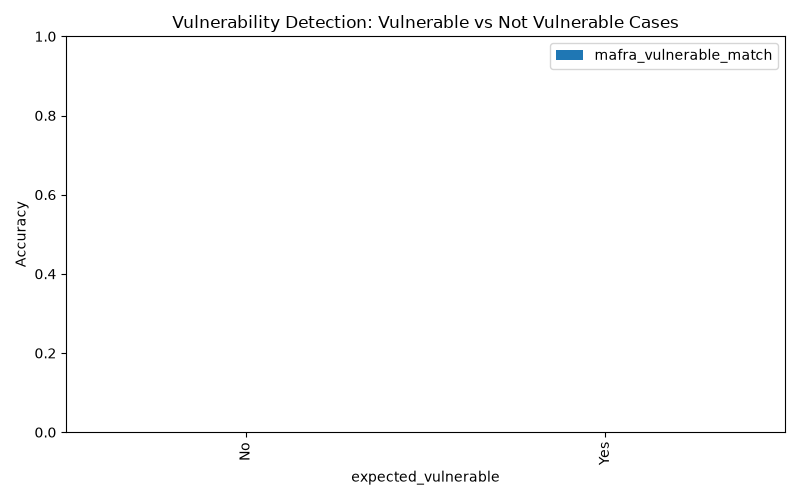 Vulnerability Detection: Vulnerable vs Not Vulnerable Cases
mafra_vulnerable_match
1.0
0.8
0.6
0.4
0.2
0.0
Accuracy
No
Yes
expected_vulnerable